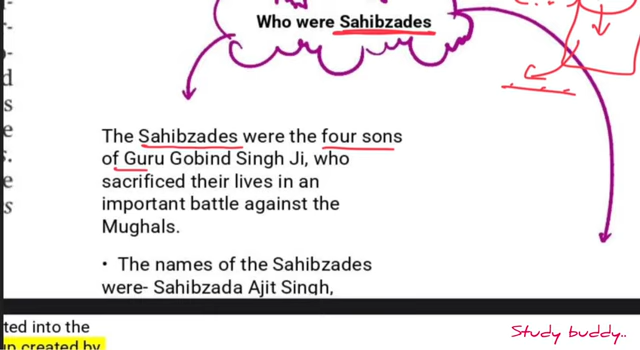 Who were Sahibzades
The Sahibzades were the four sons
of Guru Gobind Singh Ji, who
sacrificed their lives in an
important battle against the
Mughals.
• The names of the Sahibzades
were- Sahibzada Ajit Singh,
ted into the
created by
Study buddy..